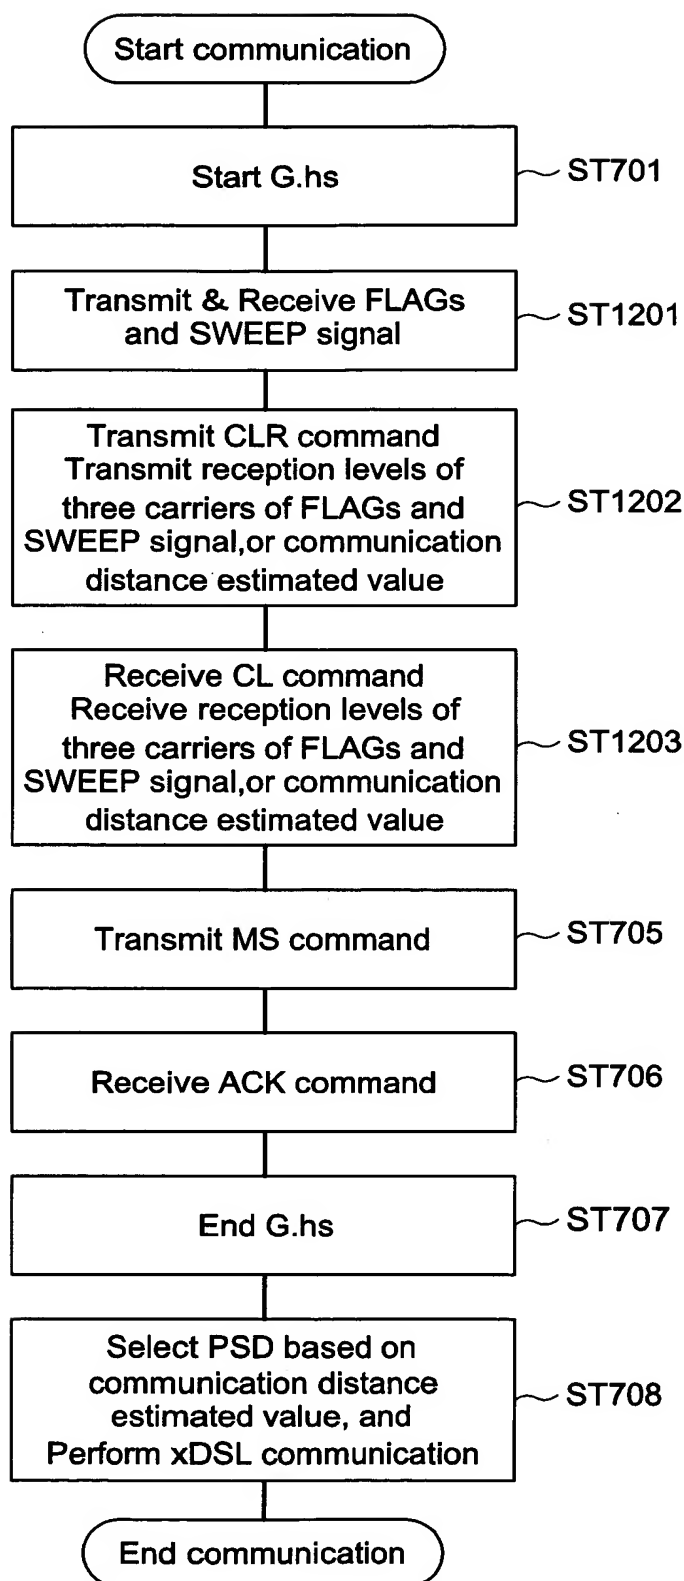 Start communication
Start G.hs
ST701
Transmit & Receive FLAGs
and SWEEP signal
ST1201
Transmit CLR command
Transmit reception levels of
three carriers of FLAGs and
SWEEP signal,or communication
distance estimated value
ST1202
Receive CL command
Receive reception levels of
three carriers of FLAGs and
SWEEP signal,or communication
distance estimated value
ST1203
Transmit MS command
ST705
Receive ACK command
ST706
End G.hs
ST707
Select PSD based on
communication distance
estimated value, and
Perform xDSL communication
ST708
End communication